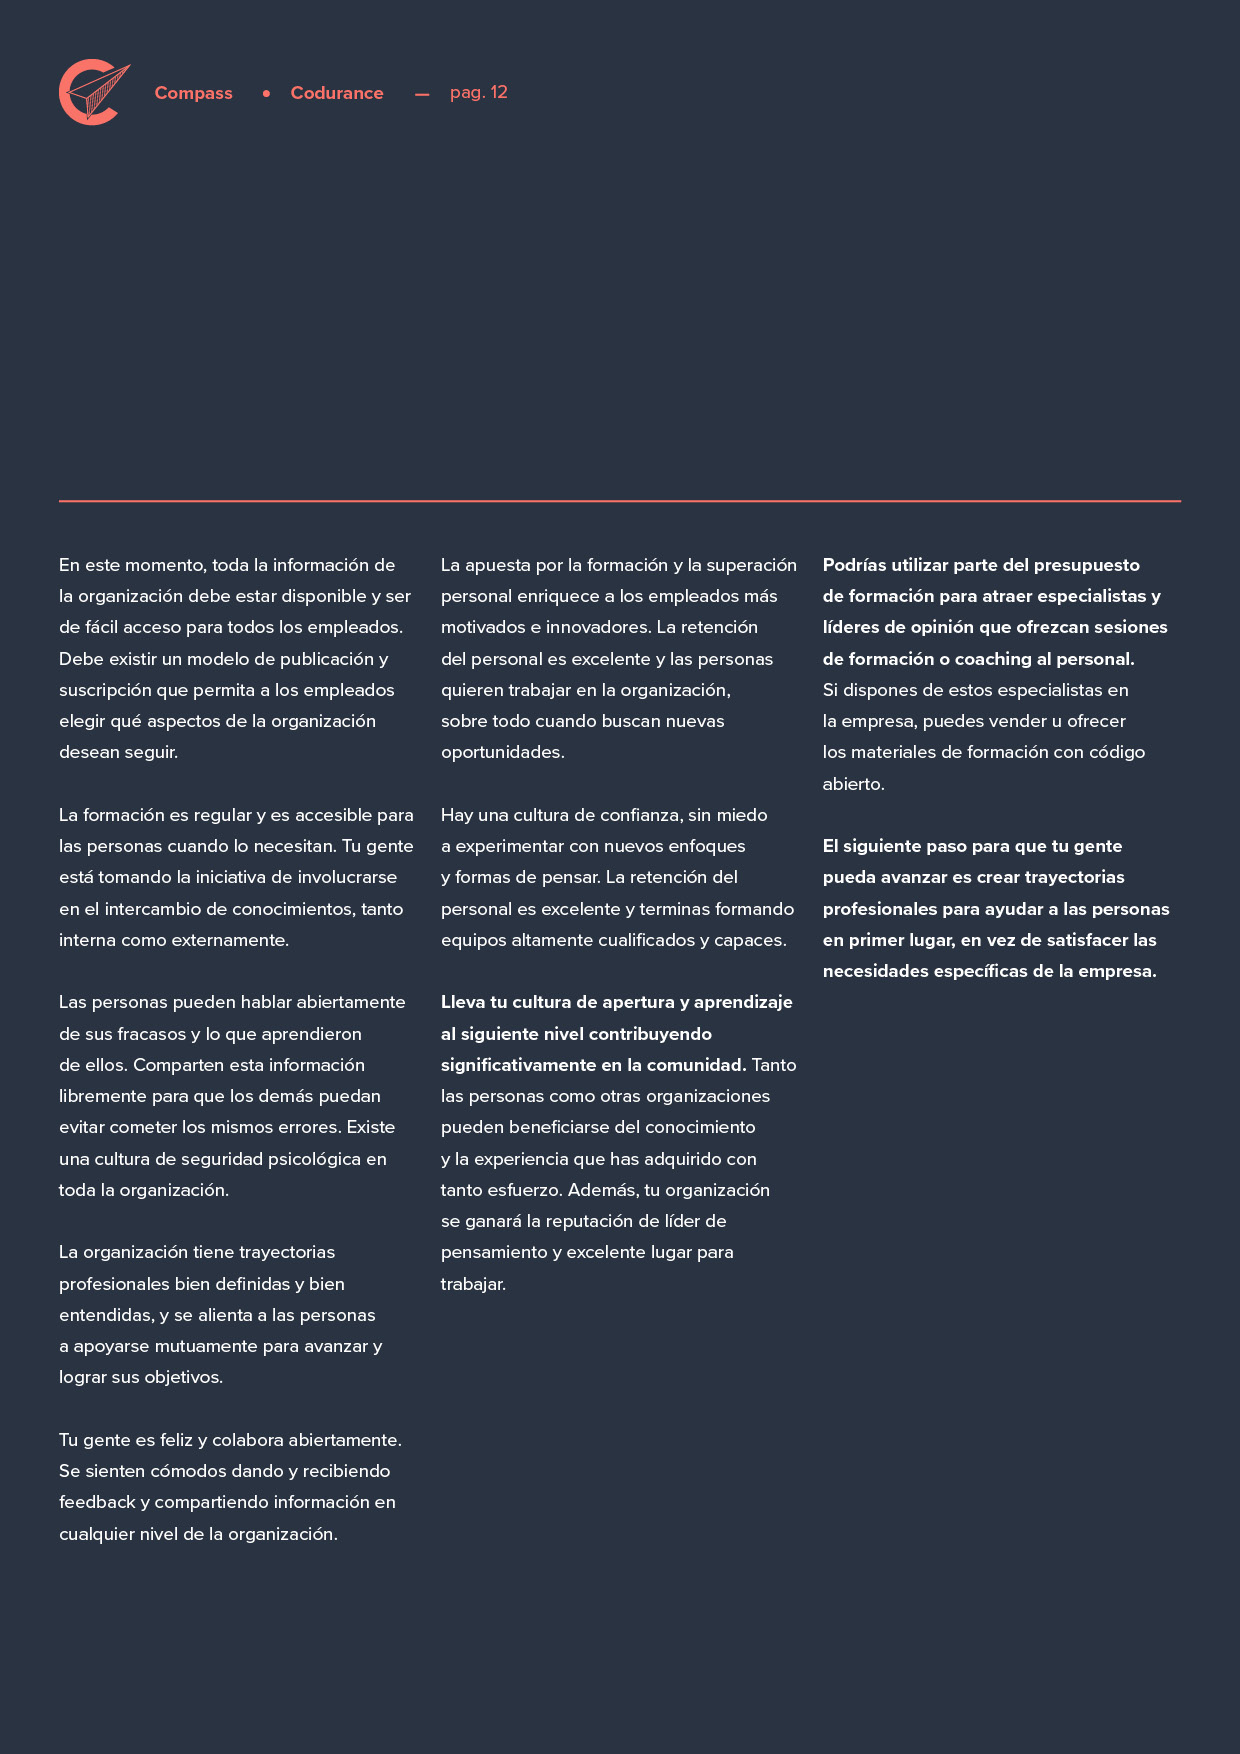 Compass • Codurance — pag. 12
En este momento, toda la información de
la organización debe estar disponible y ser
de fácil acceso para todos los empleados.
Debe existir un modelo de publicación y
suscripción que permita a los empleados
elegir qué aspectos de la organización
desean seguir.
La formación es regular y es accesible para
las personas cuando lo necesitan. Tu gente
está tomando la iniciativa de involucrarse
en el intercambio de conocimientos, tanto
interna como externamente.
Las personas pueden hablar abiertamente
de sus fracasos y lo que aprendieron
de ellos. Comparten esta información
libremente para que los demás puedan
evitar cometer los mismos errores. Existe
una cultura de seguridad psicológica en
toda la organización.
La organización tiene trayectorias
profesionales bien definidas y bien
entendidas, y se alienta a las personas
a apoyarse mutuamente para avanzar y
lograr sus objetivos.
Tu gente es feliz y colabora abiertamente.
Se sienten cómodos dando y recibiendo
feedback y compartiendo información en
cualquier nivel de la organización.
La apuesta por la formación y la superación
personal enriquece a los empleados más
motivados e innovadores. La retención
del personal es excelente y las personas
quieren trabajar en la organización,
sobre todo cuando buscan nuevas
oportunidades.
Hay una cultura de confianza, sin miedo
a experimentar con nuevos enfoques
y formas de pensar. La retención del
personal es excelente y terminas formando
equipos altamente cualificados y capaces.
Lleva tu cultura de apertura y aprendizaje
al siguiente nivel contribuyendo
significativamente en la comunidad. Tanto
las personas como otras organizaciones
pueden beneficiarse del conocimiento
y la experiencia que has adquirido con
tanto esfuerzo. Además, tu organización
se ganará la reputación de líder de
pensamiento y excelente lugar para
trabajar.
Podrías utilizar parte del presupuesto
de formación para atraer especialistas y
líderes de opinión que ofrezcan sesiones
de formación o coaching al personal.
Si dispones de estos especialistas en
la empresa, puedes vender u ofrecer
los materiales de formación con código
abierto.
El siguiente paso para que tu gente
pueda avanzar es crear trayectorias
profesionales para ayudar a las personas
en primer lugar, en vez de satisfacer las
necesidades específicas de la empresa.